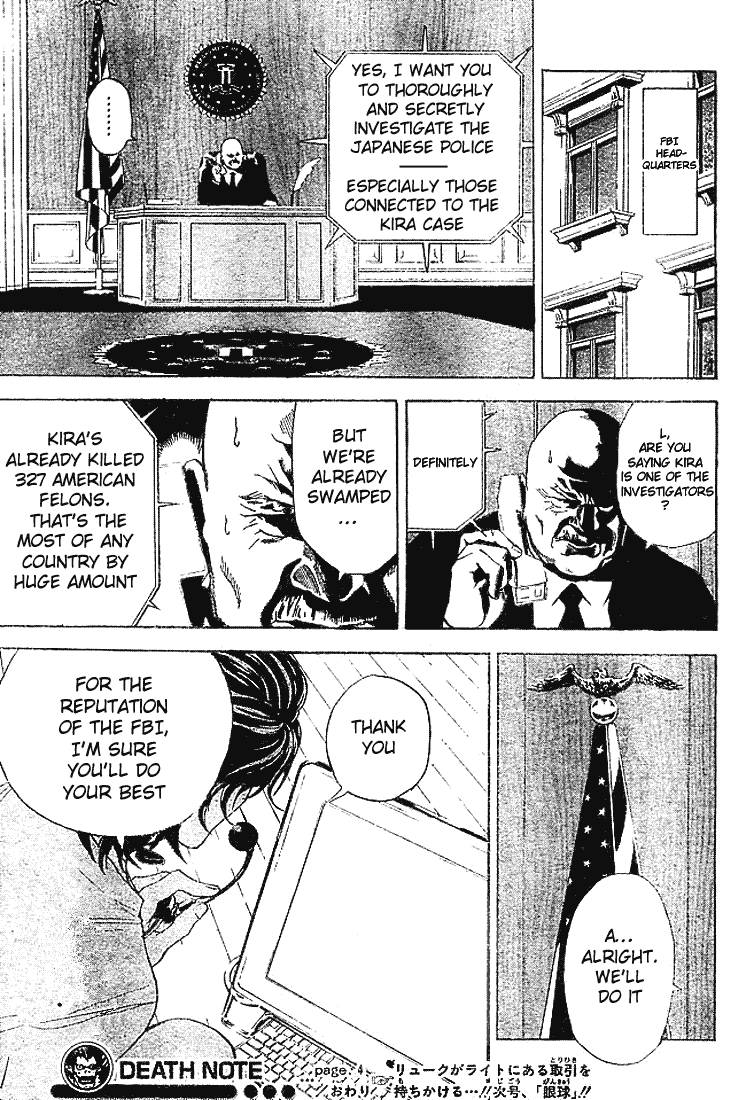 FBI
HEAD-
QUARTERS
YES, I WANT YOU
TO THOROUGHLY
AND SECRETLY
INVESTIGATE THE
JAPANESE POLICE
ESPECIALLY THOSE
CONNECTED TO THE
KIRA CASE
......
L,
ARE YOU
SAYING KIRA
IS ONE OF THE
INVESTIGATORS
?
DEFINITELY
BUT
WE'RE
ALREADY
SWAMPED
...
KIRA'S
ALREADY KILLED
327 AMERICAN
FELONS.
THAT'S THE
MOST OF ANY
COUNTRY BY
HUGE AMOUNT
A...
ALRIGHT.
WE'LL
DO IT
THANK
YOU
FOR THE
REPUTATION
OF THE FBI,
I'M SURE
YOU'LL DO
YOUR BEST
DEATH NOTE
page. 4
おわり
リュークがライトにある取引を
持ちかける…!!次号、「眼球」!!